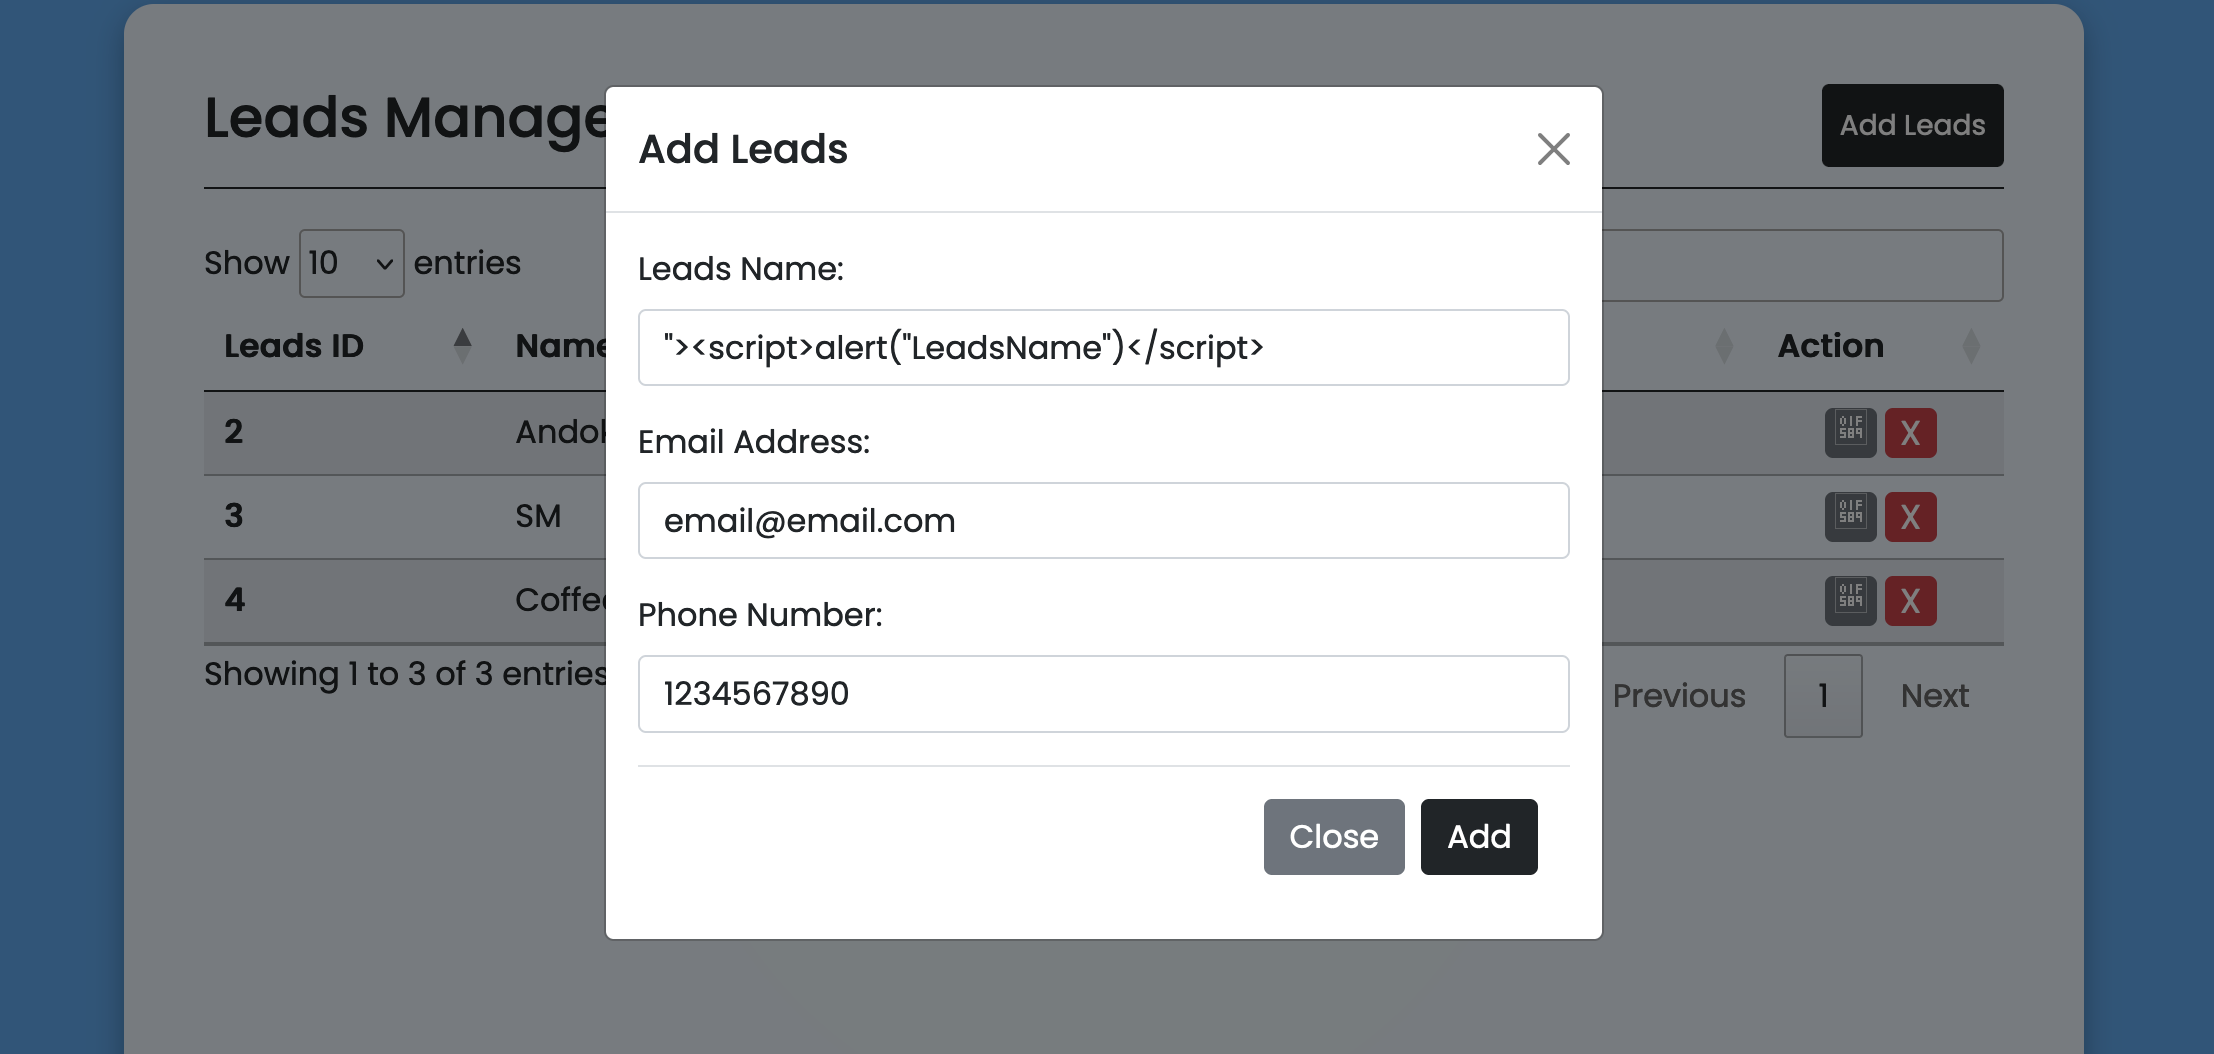 Leads Manage
Add Leads
Add Leads
Show 10 entries
Leads Name:
"><script>alert("LeadsName")</script>
Leads ID Name Action
Email Address:
2 Andok X
email@email.com
3 SM X
Phone Number:
4 Coffee X
1234567890
Showing 1 to 3 of 3 entries
Previous 1 Next
Close Add